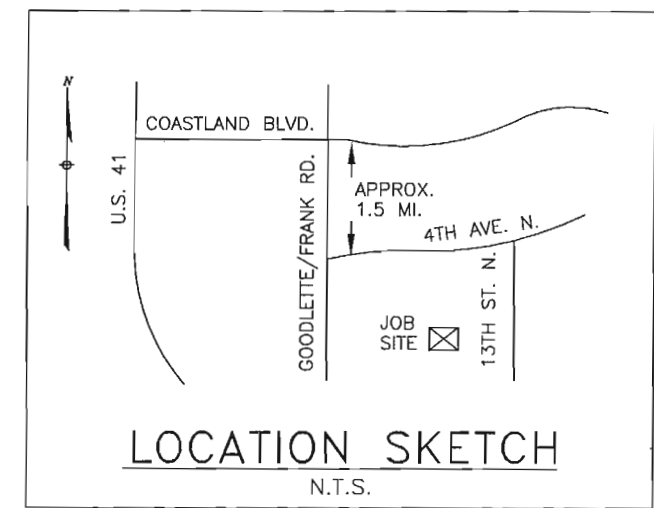 N
COASTLAND BLVD.
U.S. 41
GOODLETTE/FRANK RD.
APPROX.
1.5 MI.
4TH AVE. N.
13TH ST. N.
JOB
SITE
LOCATION SKETCH
N.T.S.